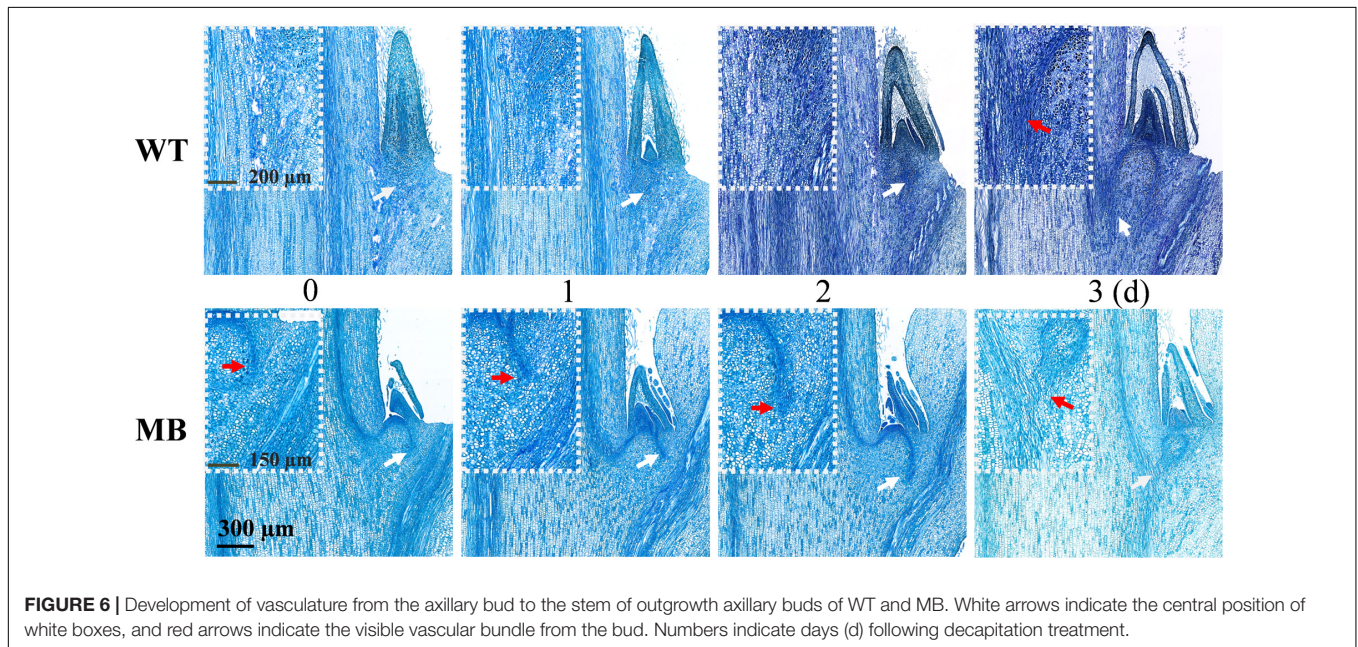 WT
200 µm
0
1
2
3 (d)
MB
150 µm
300 µm
FIGURE 6 | Development of vasculature from the axillary bud to the stem of outgrowth axillary buds of WT and MB. White arrows indicate the central position of
white boxes, and red arrows indicate the visible vascular bundle from the bud. Numbers indicate days (d) following decapitation treatment.